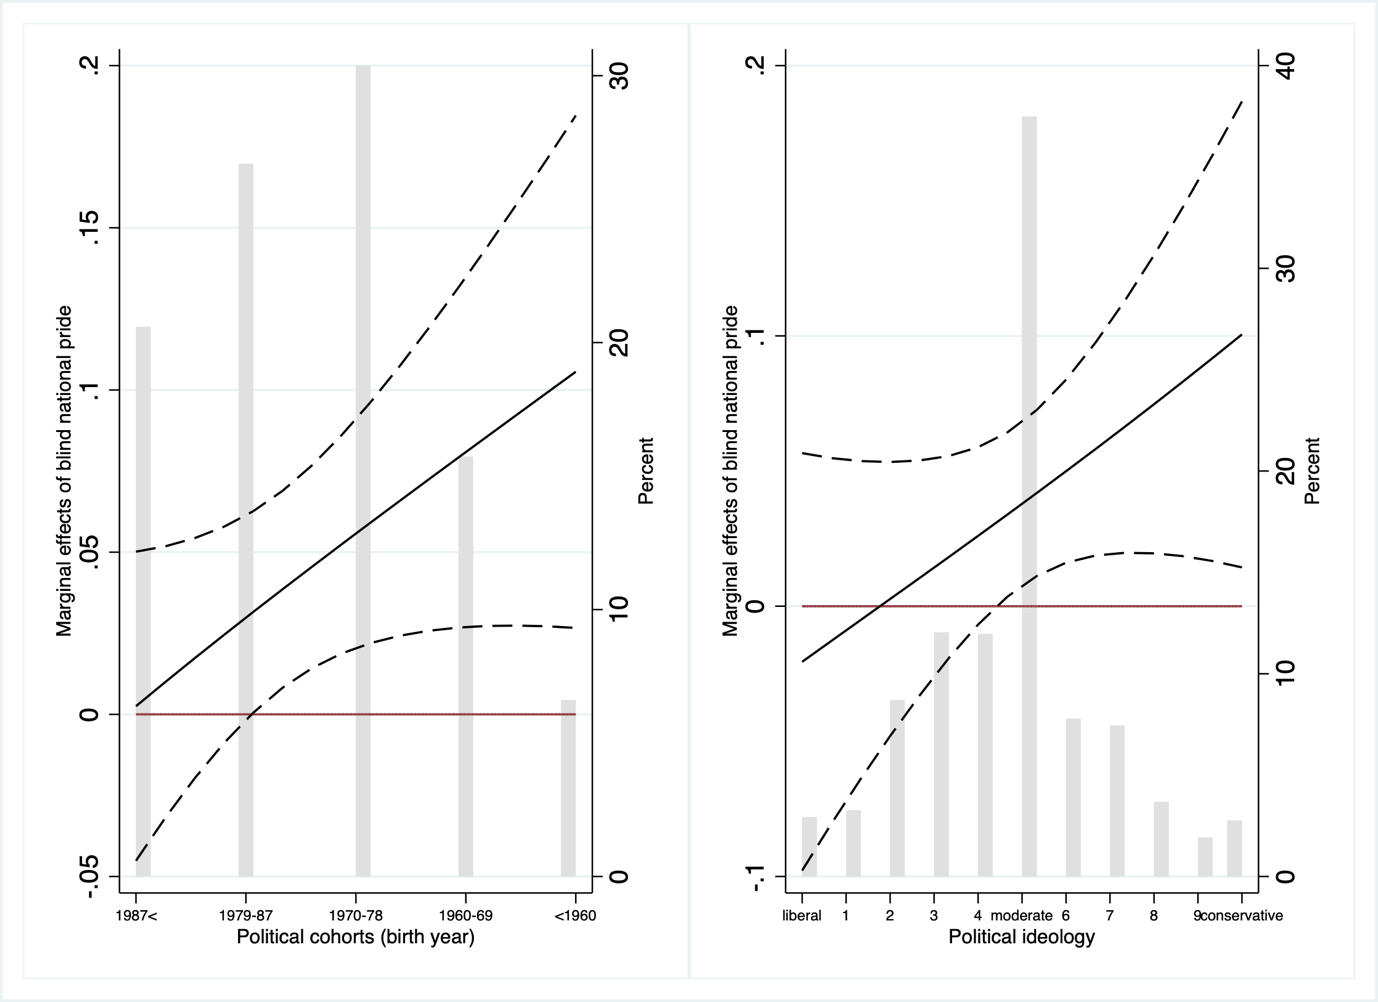 Marginal effects of blind national pride
.2
.15
.1
.05
0
-.05
30
20
10
0
Percent
1987< 1979-87 1970-78 1960-69 <1960
Political cohorts (birth year)
Marginal effects of blind national pride
.2
.1
0
-.1
40
30
20
10
0
Percent
liberal 1 2 3 4 moderate 6 7 8 9 conservative
Political ideology